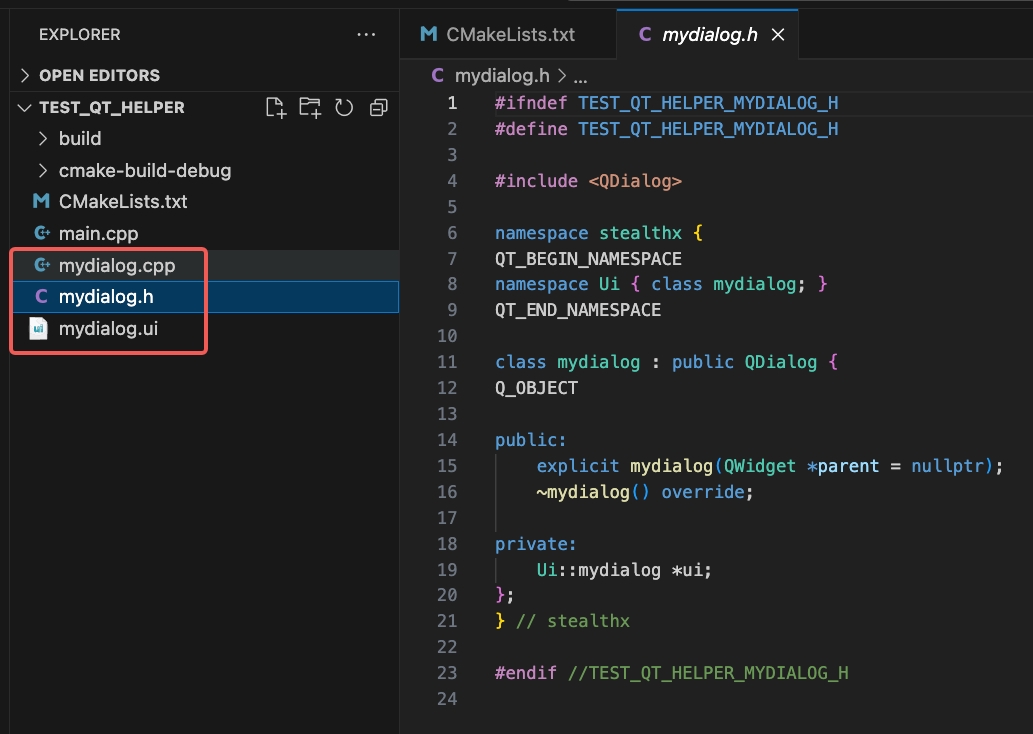 EXPLORER
...
OPEN EDITORS
TEST_QT_HELPER
build
cmake-build-debug
M CMakeLists.txt
C++ main.cpp
C++ mydialog.cpp
C mydialog.h
ui mydialog.ui
M CMakeLists.txt
C mydialog.h
C mydialog.h > ...
1 #ifndef TEST_QT_HELPER_MYDIALOG_H
2 #define TEST_QT_HELPER_MYDIALOG_H
3
4 #include <QDialog>
5
6 namespace stealthx {
7 QT_BEGIN_NAMESPACE
8 namespace Ui { class mydialog; }
9 QT_END_NAMESPACE
10
11 class mydialog : public QDialog {
12 Q_OBJECT
13
14 public:
15     explicit mydialog(QWidget *parent = nullptr);
16     ~mydialog() override;
17
18 private:
19     Ui::mydialog *ui;
20 };
21 } // stealthx
22
23 #endif //TEST_QT_HELPER_MYDIALOG_H
24